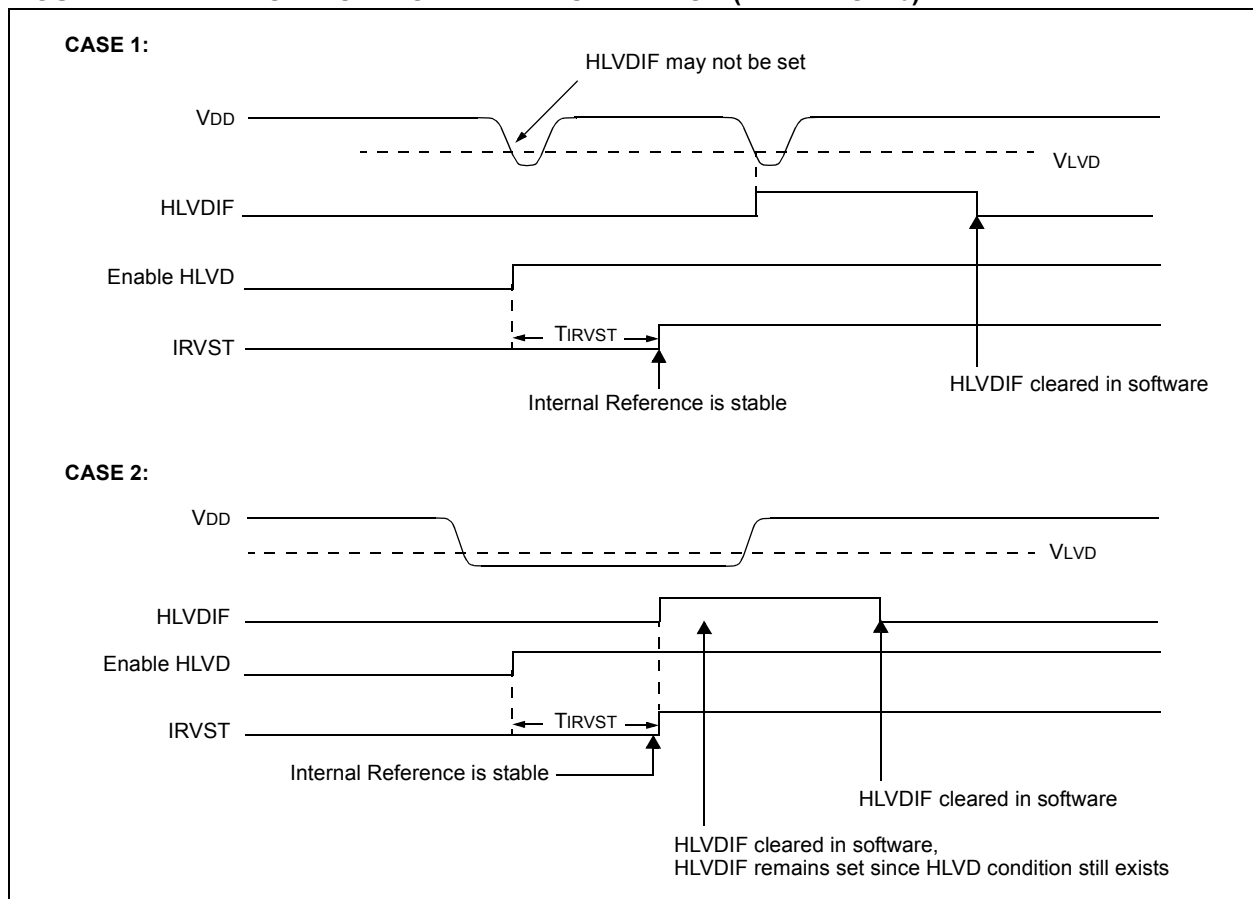 CASE 1:
HLVDIF may not be set
VDD
VLVD
HLVDIF
Enable HLVD
TIRVST
IRVST
HLVDIF cleared in software
Internal Reference is stable
CASE 2:
VDD
VLVD
HLVDIF
Enable HLVD
TIRVST
IRVST
Internal Reference is stable
HLVDIF cleared in software
HLVDIF cleared in software,
HLVDIF remains set since HLVD condition still exists